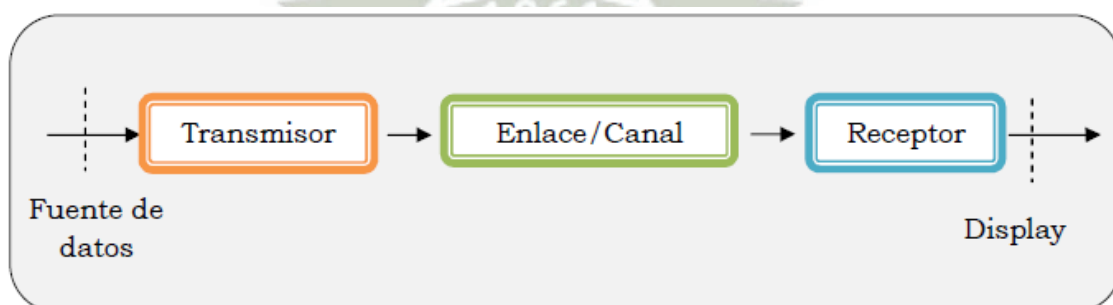 Transmisor
Enlace/Canal
Receptor
Fuente de
datos
Display